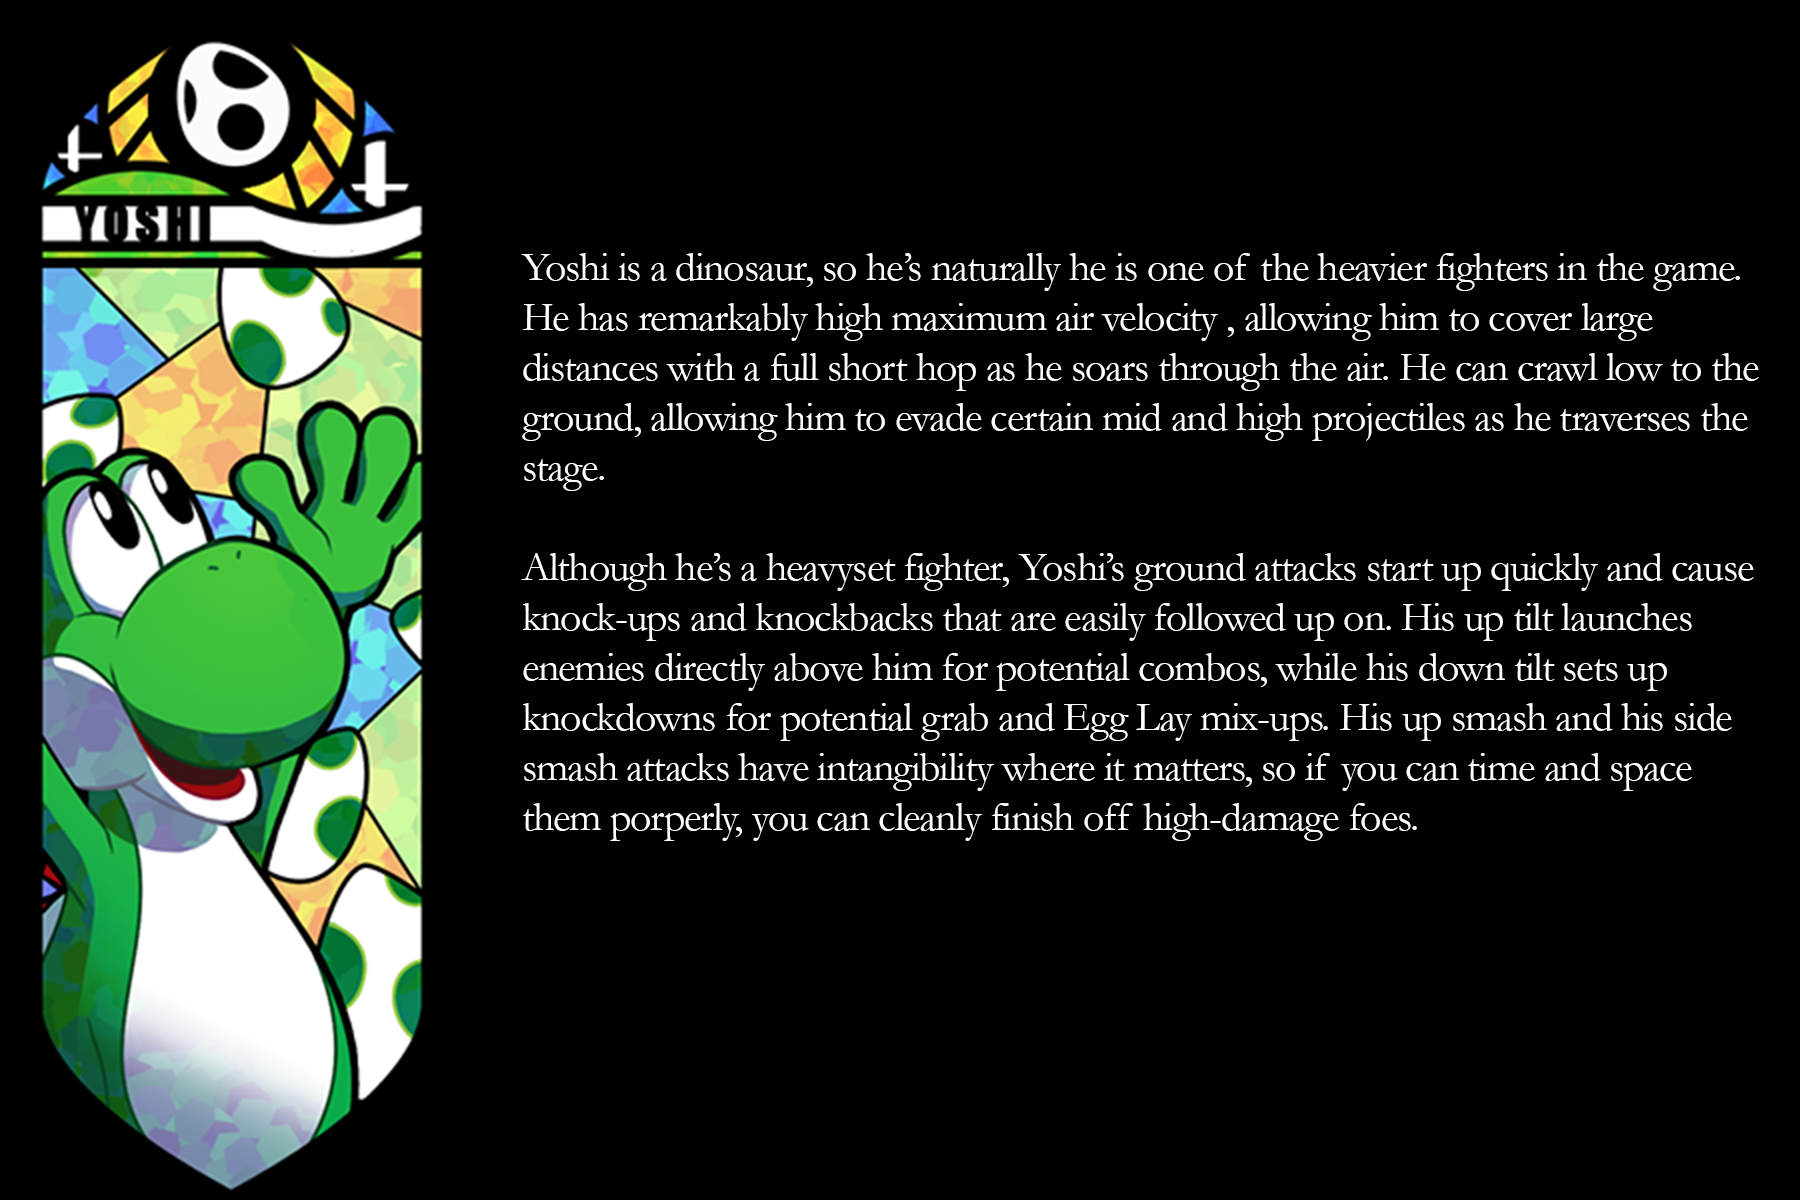 YOSHI
Yoshi is a dinosaur, so he’s naturally he is one of the heavier fighters in the game.
He has remarkably high maximum air velocity , allowing him to cover large
distances with a full short hop as he soars through the air. He can crawl low to the
ground, allowing him to evade certain mid and high projectiles as he traverses the
stage.
Although he’s a heavyset fighter, Yoshi’s ground attacks start up quickly and cause
knock-ups and knockbacks that are easily followed up on. His up tilt launches
enemies directly above him for potential combos, while his down tilt sets up
knockdowns for potential grab and Egg Lay mix-ups. His up smash and his side
smash attacks have intangibility where it matters, so if you can time and space
them porperly, you can cleanly finish off high-damage foes.